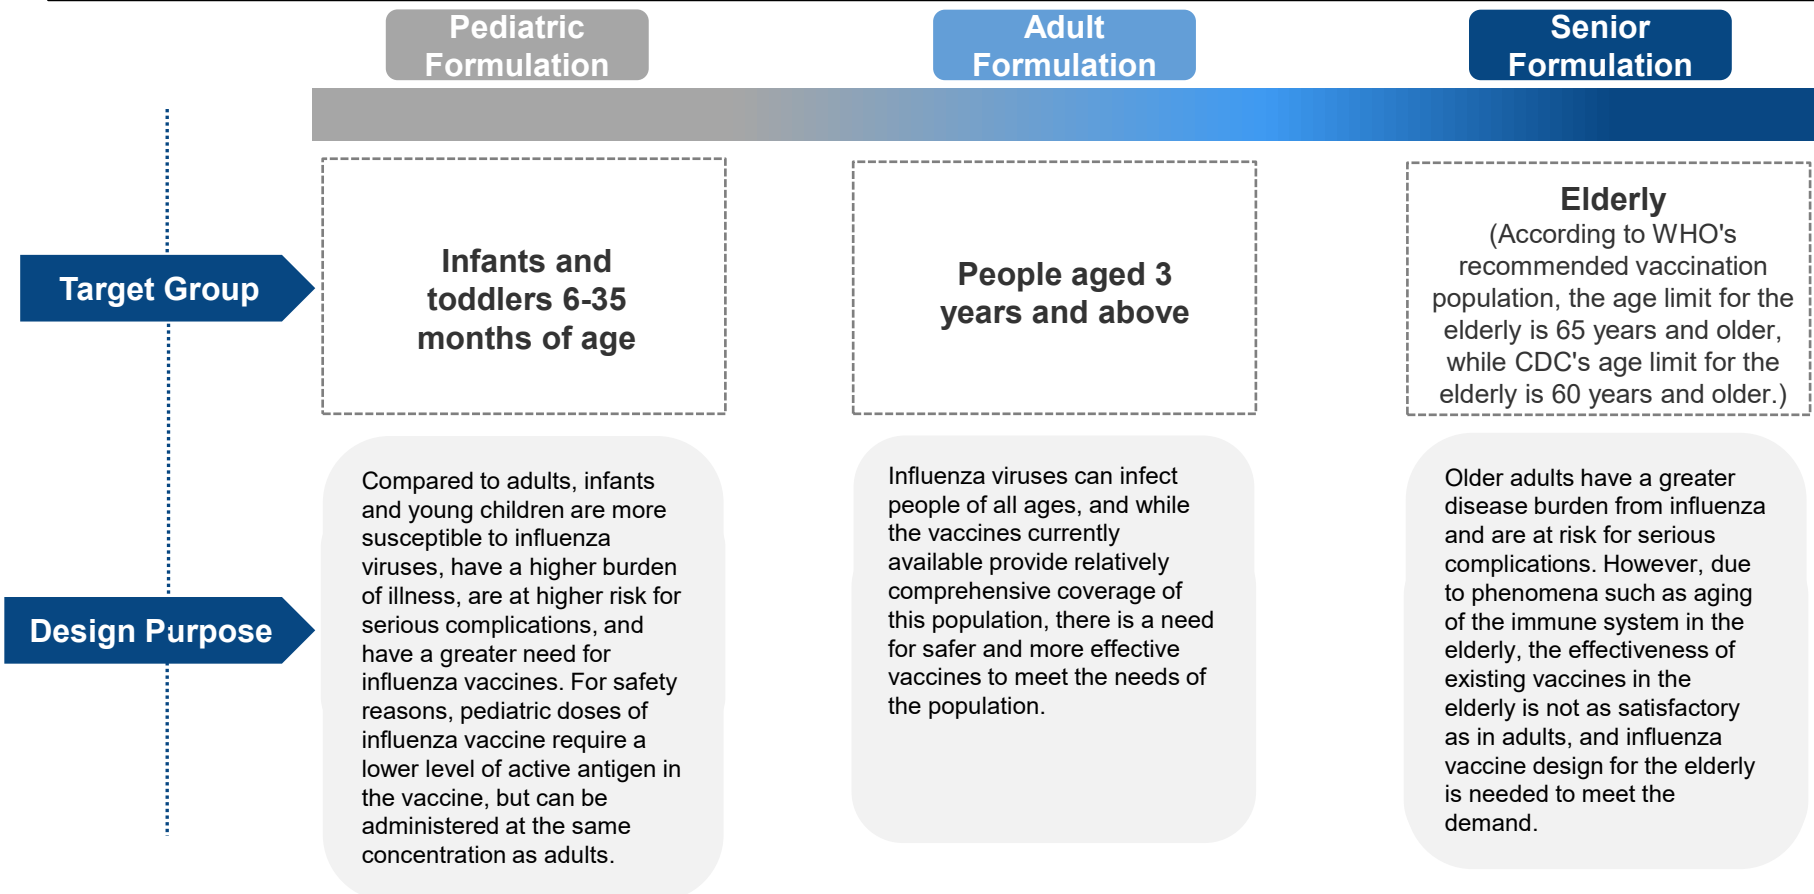 Pediatric
Formulation
Adult
Formulation
Senior
Formulation
Target Group
Infants and
toddlers 6-35
months of age
People aged 3
years and above
Elderly
(According to WHO's
recommended vaccination
population, the age limit for the
elderly is 65 years and older,
while CDC's age limit for the
elderly is 60 years and older.)
Design Purpose
Compared to adults, infants
and young children are more
susceptible to influenza
viruses, have a higher burden
of illness, are at higher risk for
serious complications, and
have a greater need for
influenza vaccines. For safety
reasons, pediatric doses of
influenza vaccine require a
lower level of active antigen in
the vaccine, but can be
administered at the same
concentration as adults.
Influenza viruses can infect
people of all ages, and while
the vaccines currently
available provide relatively
comprehensive coverage of
this population, there is a need
for safer and more effective
vaccines to meet the needs of
the population.
Older adults have a greater
disease burden from influenza
and are at risk for serious
complications. However, due
to phenomena such as aging
of the immune system in the
elderly, the effectiveness of
existing vaccines in the
elderly is not as satisfactory
as in adults, and influenza
vaccine design for the elderly
is needed to meet the
demand.